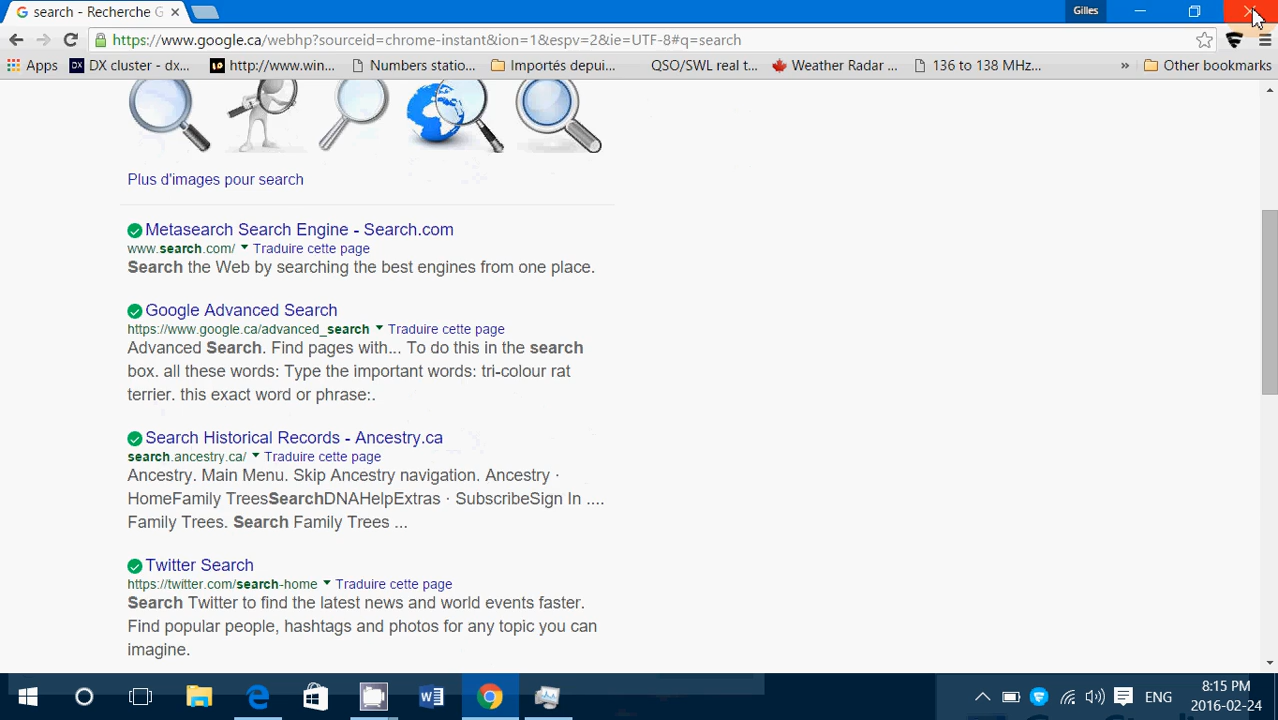 search - Recherche G
Gilles
https://www.google.ca/webhp?sourceid=chrome-instant&ion=1&espv=2&ie=UTF-8#q=search
Apps DX cluster - dx... http://www.win... Numbers statio... Importés depui... QSO/SWL real t... Weather Radar ... 136 to 138 MHz... » Other bookmarks
Plus d'images pour search
Metasearch Search Engine - Search.com
www.search.com/ Traduire cette page
Search the Web by searching the best engines from one place.
Google Advanced Search
https://www.google.ca/advanced_search Traduire cette page
Advanced Search. Find pages with... To do this in the search
box. all these words: Type the important words: tri-colour rat
terrier. this exact word or phrase:.
Search Historical Records - Ancestry.ca
search.ancestry.ca/ Traduire cette page
Ancestry. Main Menu. Skip Ancestry navigation. Ancestry ·
HomeFamily TreesSearchDNAHelpExtras · SubscribeSign In ....
Family Trees. Search Family Trees ...
Twitter Search
https://twitter.com/search-home Traduire cette page
Search Twitter to find the latest news and world events faster.
Find popular people, hashtags and photos for any topic you can
imagine.
ENG
8:15 PM
2016-02-24